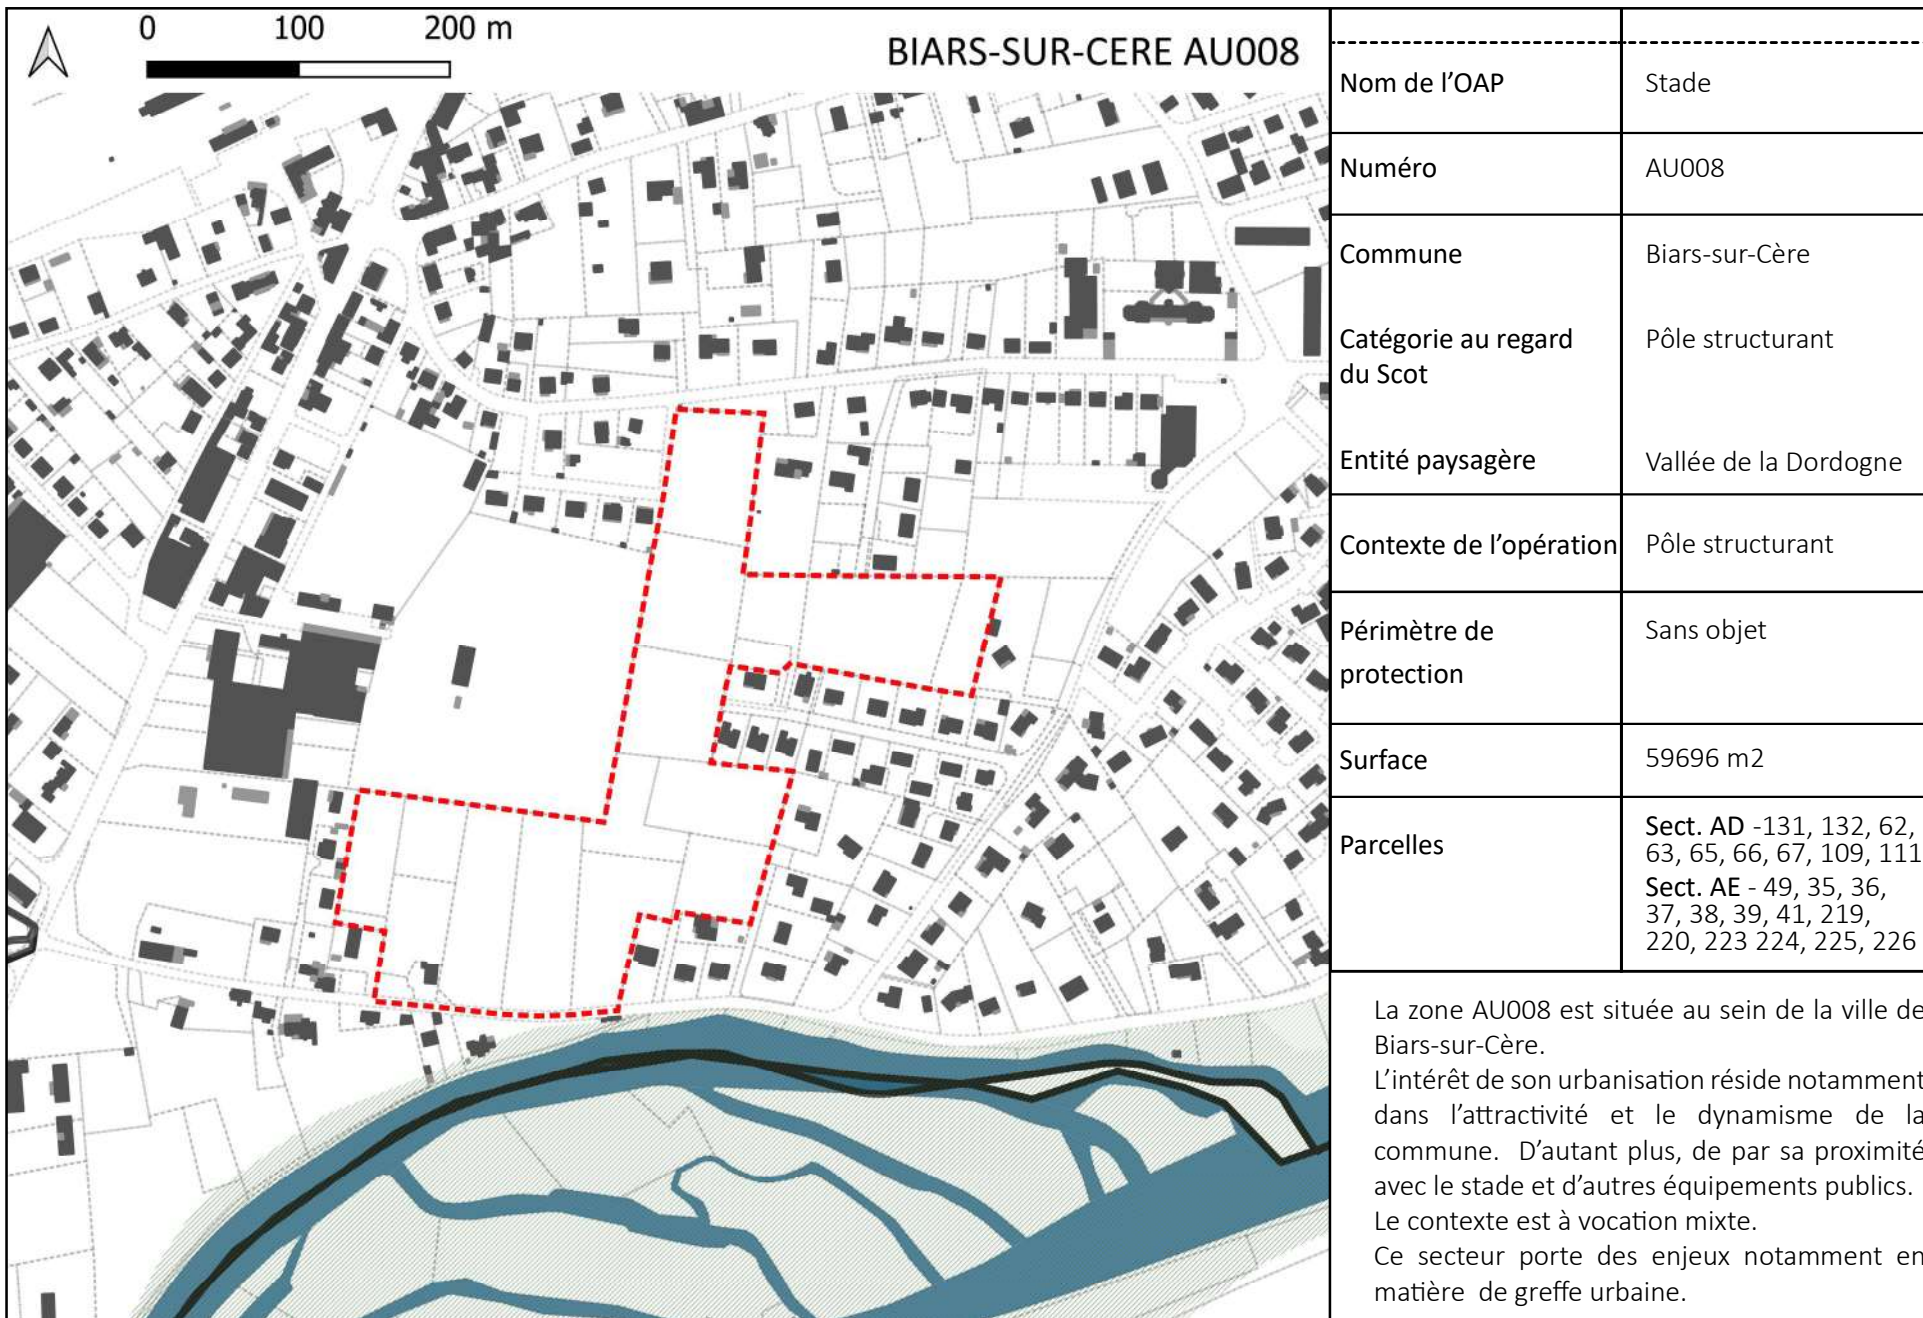 0 100 200 m
BIARS-SUR-CERE AU008
Nom de l’OAP
Stade
Numéro
AU008
Commune
Biars-sur-Cère
Catégorie au regard
du Scot
Pôle structurant
Entité paysagère
Vallée de la Dordogne
Contexte de l’opération
Pôle structurant
Périmètre de
protection
Sans objet
Surface
59696 m2
Parcelles
Sect. AD -131, 132, 62,
63, 65, 66, 67, 109, 111
Sect. AE - 49, 35, 36,
37, 38, 39, 41, 219,
220, 223 224, 225, 226
La zone AU008 est située au sein de la ville de
Biars-sur-Cère.
L’intérêt de son urbanisation réside notamment
dans l’attractivité et le dynamisme de la
commune. D’autant plus, de par sa proximité
avec le stade et d’autres équipements publics.
Le contexte est à vocation mixte.
Ce secteur porte des enjeux notamment en
matière de greffe urbaine.